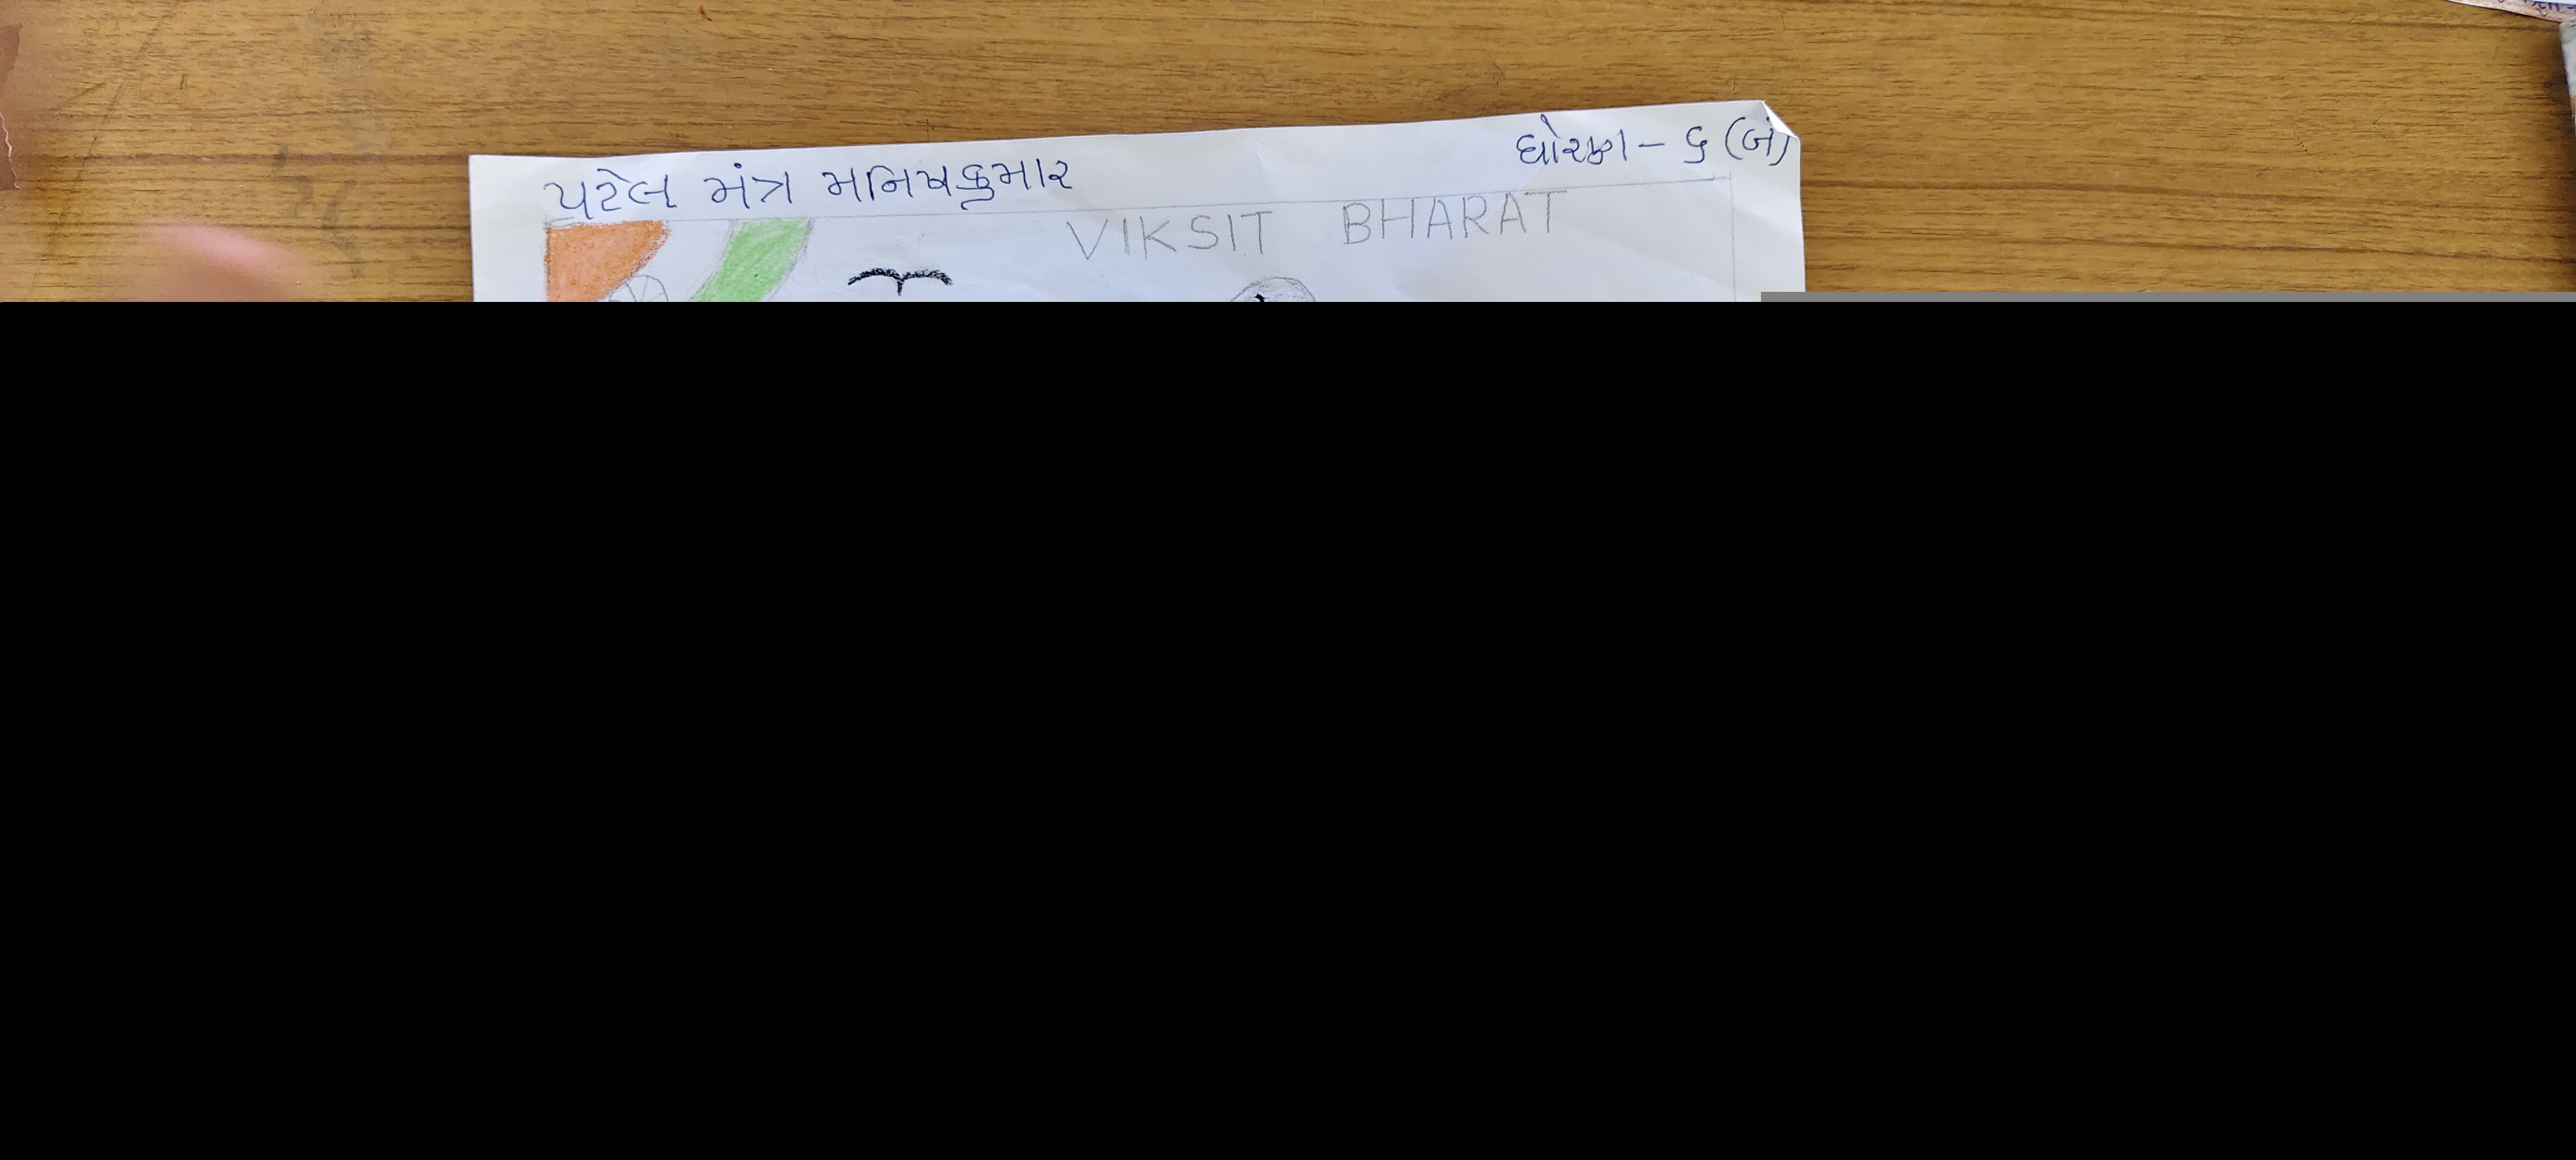 પટેલ મંત્ર મનિષકુમાર
ધોરણ - ૬ (બ)
VIKSIT BHARAT